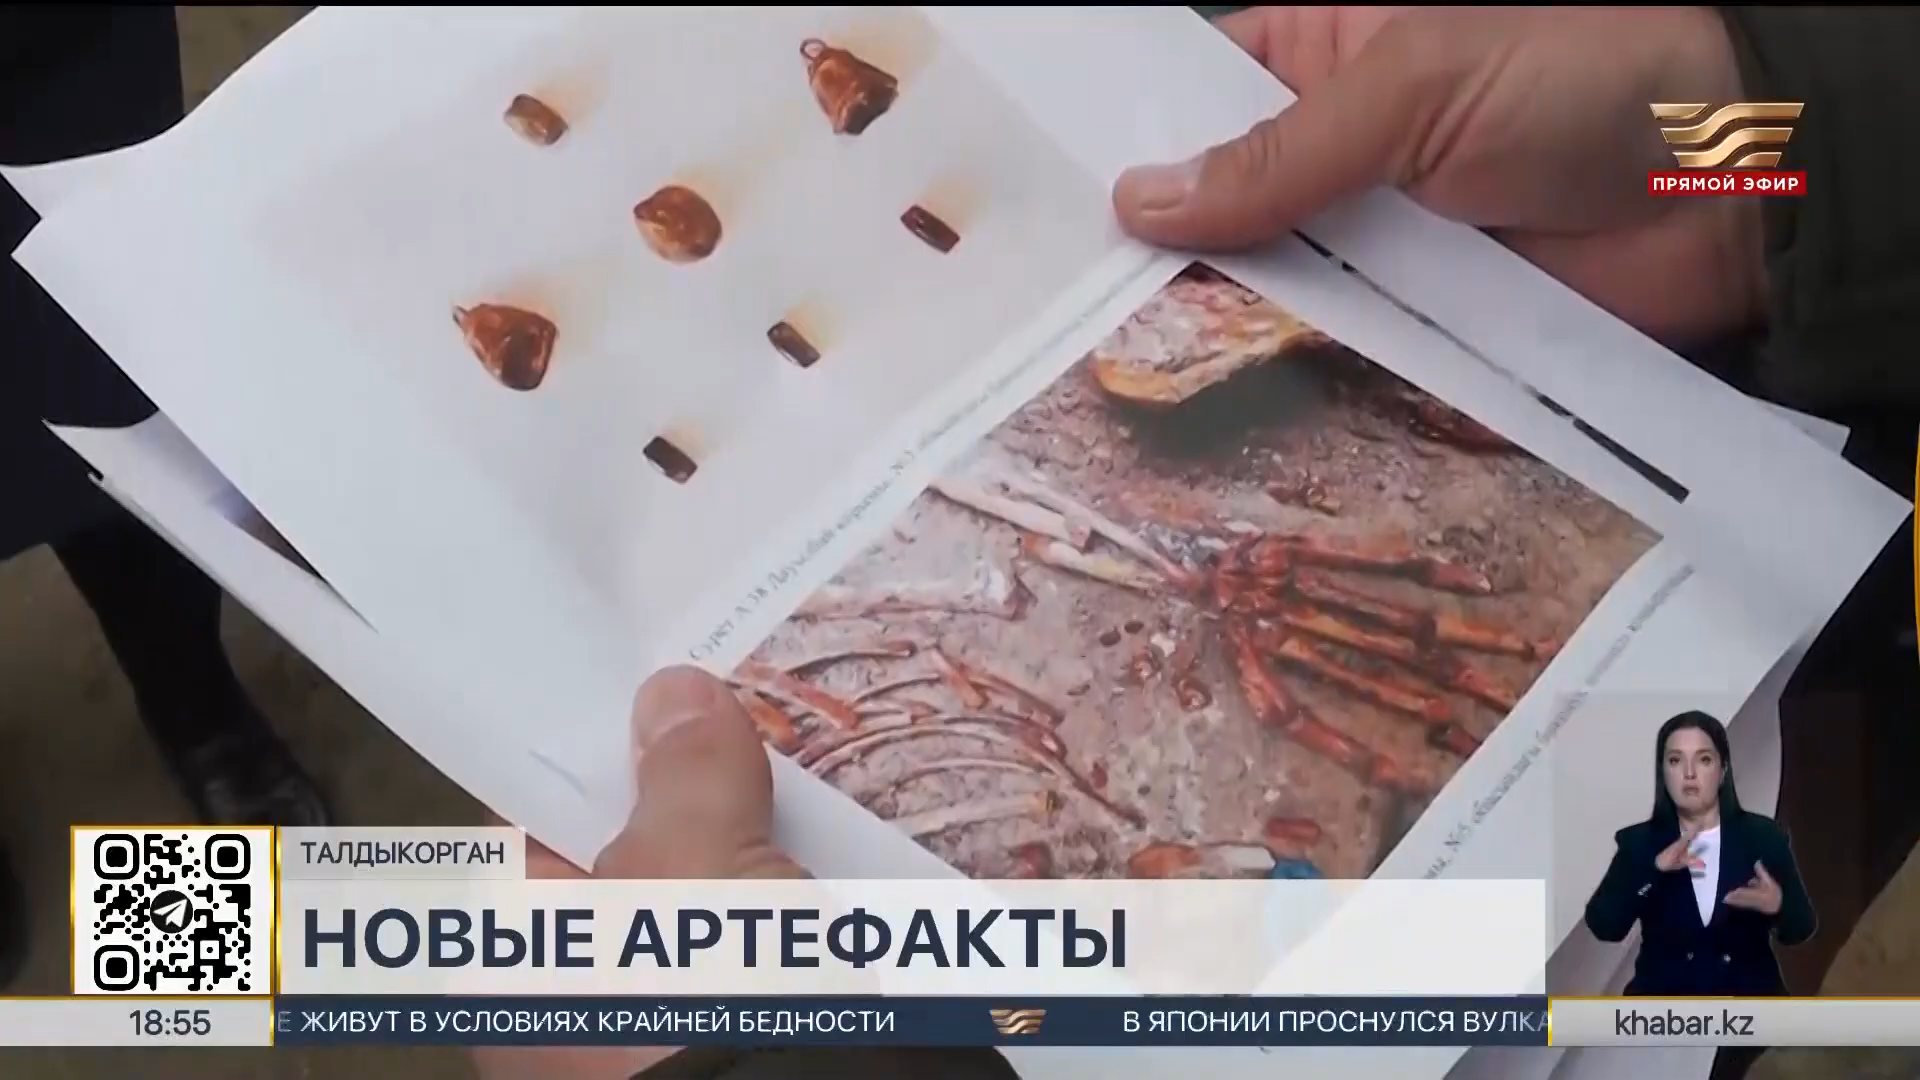 ПРЯМОЙ ЭФИР
ТАЛДЫКОРГАН
НОВЫЕ АРТЕФАКТЫ
18:55
Е ЖИВУТ В УСЛОВИЯХ КРАЙНЕЙ БЕДНОСТИ
В ЯПОНИИ ПРОСНУЛСЯ ВУЛКА
khabar.kz